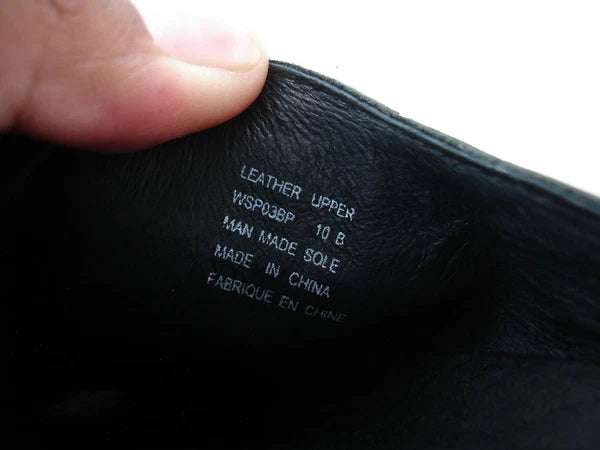 LEATHER UPPER
WSP03BP 10 B
MAN MADE SOLE
MADE IN CHINA
FABRIQUE EN CHINE